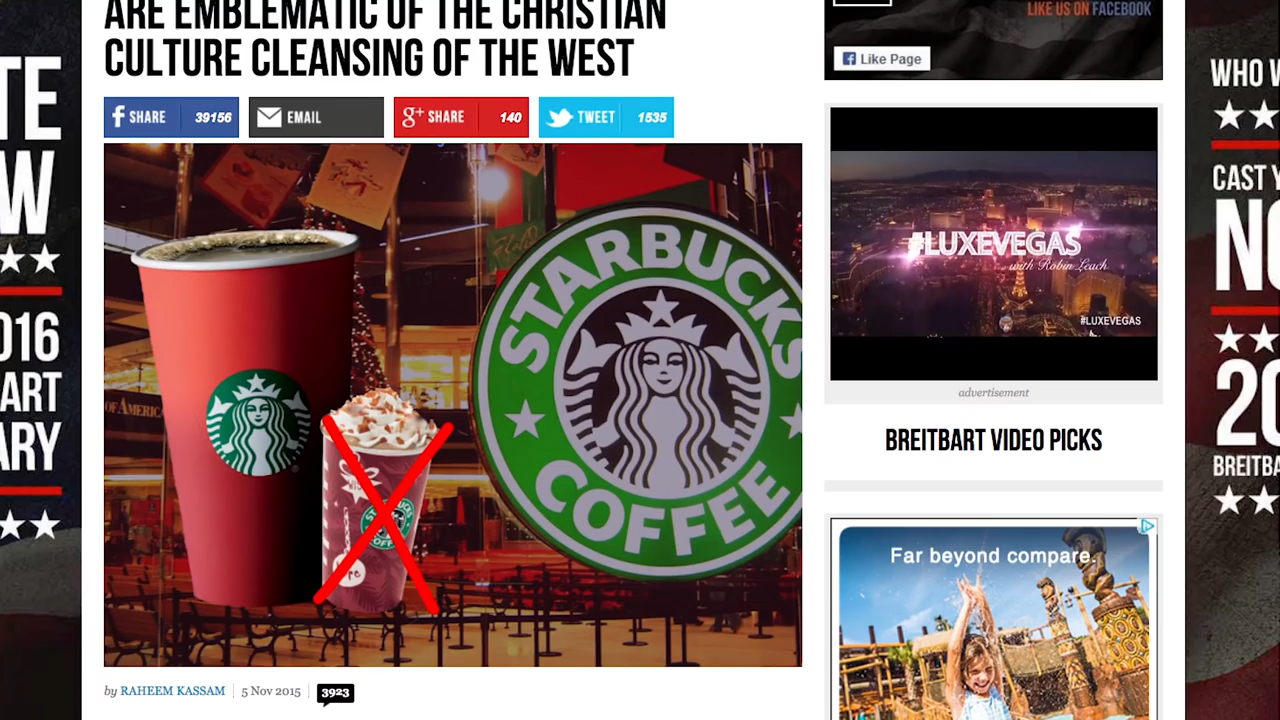 ARE EMBLEMATIC OF THE CHRISTIAN
CULTURE CLEANSING OF THE WEST
SHARE 39156
EMAIL
g+ SHARE 140
TWEET 1535
STARBUCKS
COFFEE
OF AMERIC
by RAHEEM KASSAM 5 Nov 2015 3923
LIKE US ON FACEBOOK
Like Page
#LUXEVEGAS
with Robin Leach
#LUXEVEGAS
advertisement
BREITBART VIDEO PICKS
Far beyond compare.
TE
W
016
ART
ARY
WHO W
CAST Y
NO
20
BREITBA